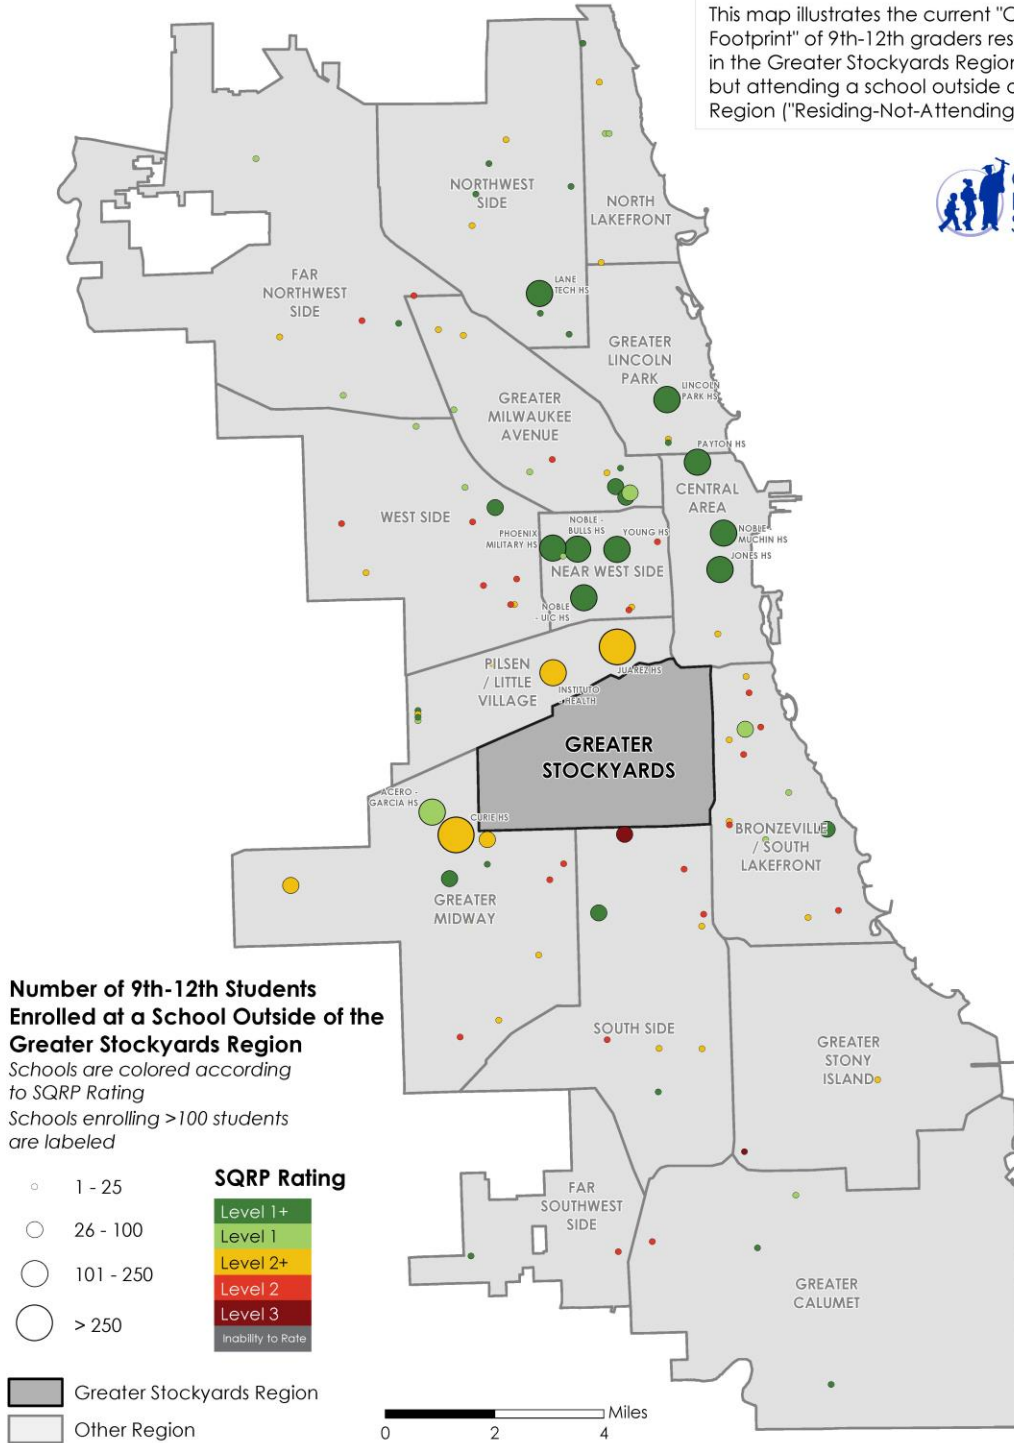 This map illustrates the current "C
Footprint" of 9th-12th graders res
in the Greater Stockyards Region
but attending a school outside o
Region ("Residing-Not-Attending
NORTHWEST
SIDE
NORTH
LAKEFRONT
FAR
NORTHWEST
SIDE
LANE
TECH HS
GREATER
LINCOLN
PARK
LINCOLN
PARK HS
GREATER
MILWAUKEE
AVENUE
PAYTON HS
CENTRAL
AREA
WEST SIDE
PHOENIX
MILITARY HS
NOBLE -
BULLS HS
YOUNG HS
NOBLE -
MUCHIN HS
JONES HS
NEAR WEST SIDE
NOBLE
- UIC HS
PILSEN
/ LITTLE
VILLAGE
JUAREZ HS
INSTITUTO
- HEALTH
GREATER
STOCKYARDS
ACERO -
GARCIA HS
CURIE HS
BRONZEVILLE
/ SOUTH
LAKEFRONT
GREATER
MIDWAY
Number of 9th-12th Students
Enrolled at a School Outside of the
Greater Stockyards Region
Schools are colored according
to SQRP Rating
Schools enrolling >100 students
are labeled
SOUTH SIDE
GREATER
STONY
ISLAND
1 - 25
26 - 100
101 - 250
> 250
SQRP Rating
Level 1+
Level 1
Level 2+
Level 2
Level 3
Inability to Rate
FAR
SOUTHWEST
SIDE
GREATER
CALUMET
Greater Stockyards Region
Other Region
Miles
0 2 4